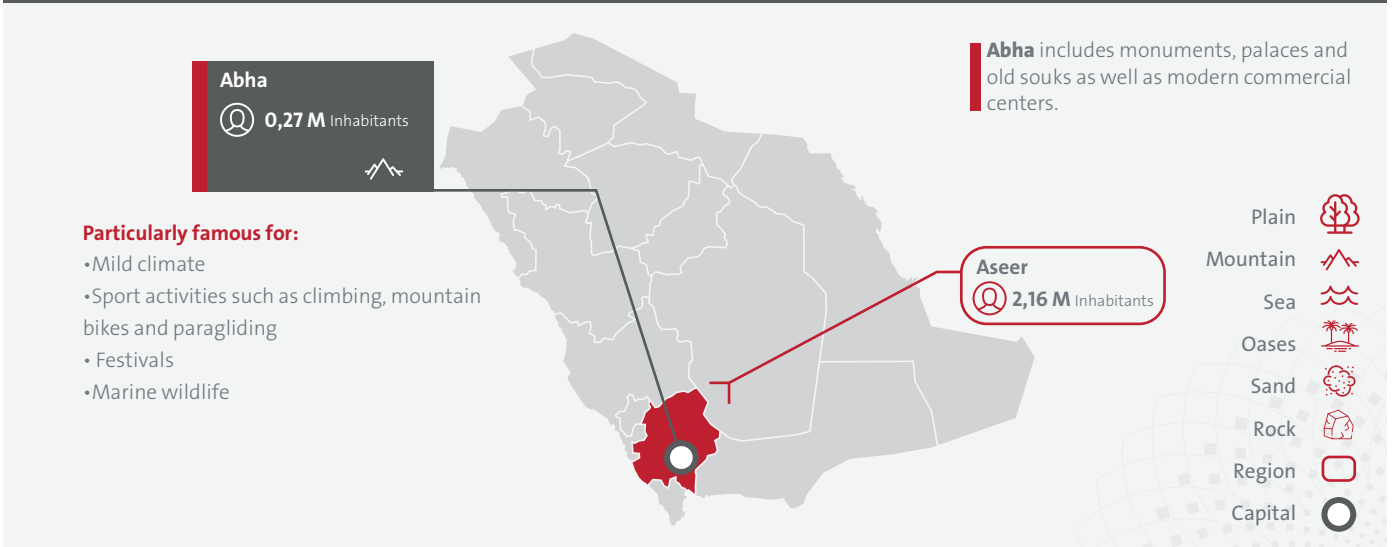 Abha
0,27 M Inhabitants
Particularly famous for:
•Mild climate
•Sport activities such as climbing, mountain
bikes and paragliding
• Festivals
•Marine wildlife
Abha includes monuments, palaces and
old souks as well as modern commercial
centers.
Aseer
2,16 M Inhabitants
Plain
Mountain
Sea
Oases
Sand
Rock
Region
Capital